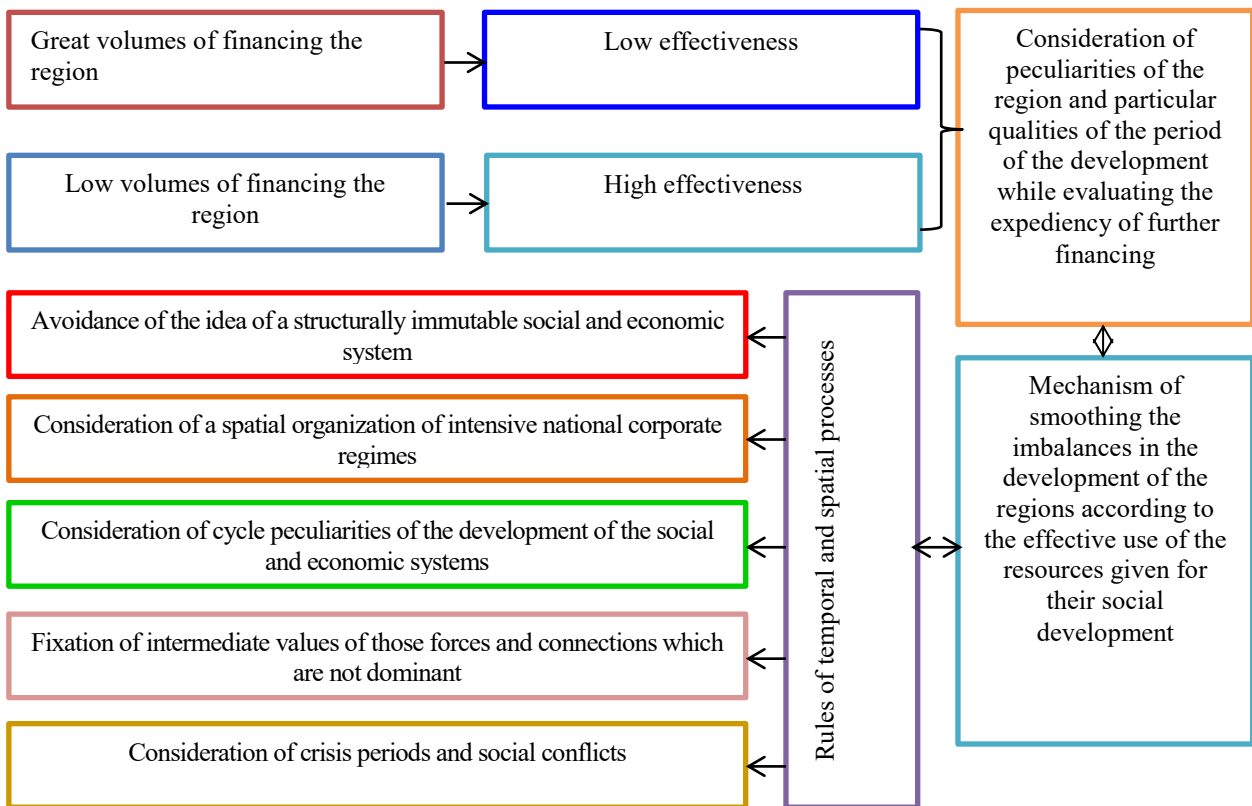 Great volumes of financing the
region
Low effectiveness
Low volumes of financing the
region
High effectiveness
Consideration of
peculiarities of the
region and particular
qualities of the period
of the development
while evaluating the
expediency of further
financing
Avoidance of the idea of a structurally immutable social and economic
system
Consideration of a spatial organization of intensive national corporate
regimes
Consideration of cycle peculiarities of the development of the social
and economic systems
Fixation of intermediate values of those forces and connections which
are not dominant
Consideration of crisis periods and social conflicts
Rules of temporal and spatial processes
Mechanism of
smoothing the
imbalances in the
development of the
regions according to
the effective use of the
resources given for
their social
development